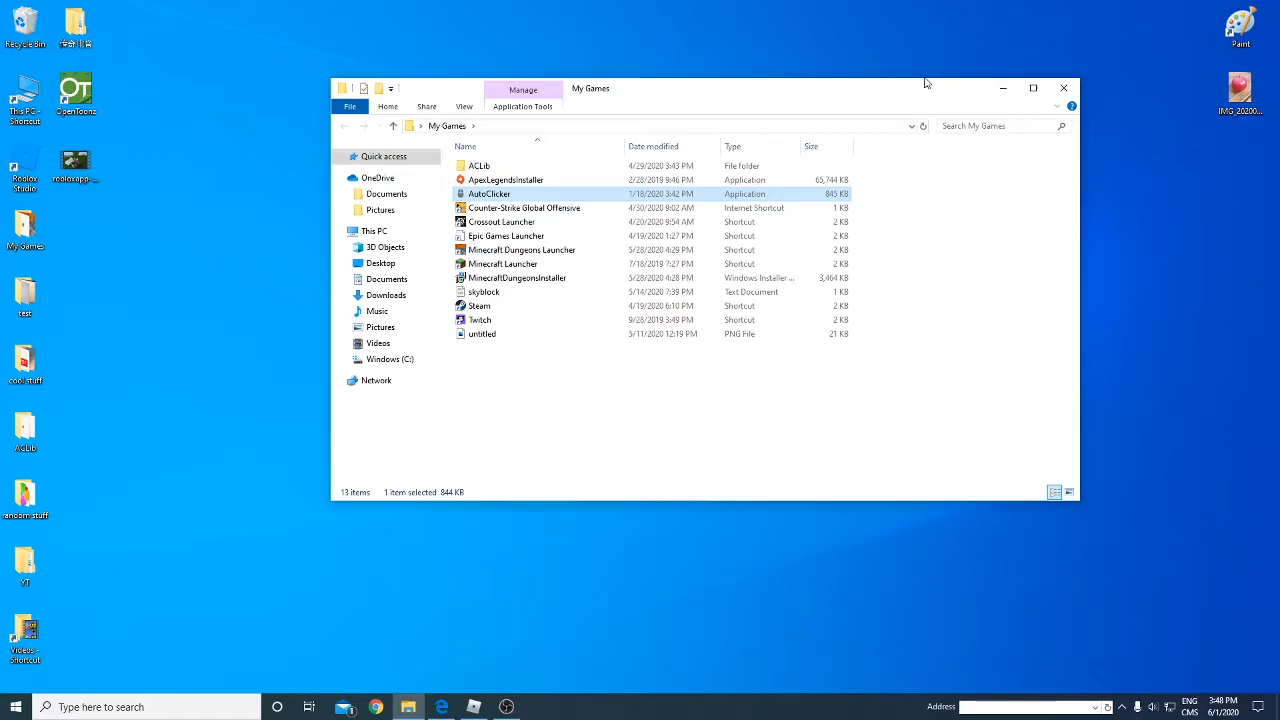 Recycle Bin
传奇电音
This PC - Shortcut
OpenToonz
Roblox Studio
robloxapp-...
My Games
test
cool stuff
ACLib
random stuff
VT
Videos - Shortcut
Paint
IMG_20200...
Manage
My Games
File
Home
Share
View
Application Tools
My Games
Search My Games
Name
Date modified
Type
Size
Quick access
OneDrive
Documents
Pictures
This PC
3D Objects
Desktop
Documents
Downloads
Music
Pictures
Videos
Windows (C:)
Network
ACLib 4/29/2020 3:43 PM File folder
ApexLegendsInstaller 2/28/2019 9:46 PM Application 65,744 KB
AutoClicker 1/18/2020 3:42 PM Application 845 KB
Counter-Strike Global Offensive 4/30/2020 9:02 AM Internet Shortcut 1 KB
Crossout Launcher 4/20/2020 9:54 AM Shortcut 2 KB
Epic Games Launcher 4/19/2020 1:27 PM Shortcut 2 KB
Minecraft Dungeons Launcher 5/28/2020 4:29 PM Shortcut 2 KB
Minecraft Launcher 7/18/2019 7:27 PM Shortcut 2 KB
MinecraftDungeonsInstaller 5/28/2020 4:28 PM Windows Installer ... 3,464 KB
skyblock 5/14/2020 7:39 PM Text Document 1 KB
Steam 4/19/2020 6:10 PM Shortcut 2 KB
Twitch 9/28/2019 3:49 PM Shortcut 2 KB
untitled 5/11/2020 12:19 PM PNG File 21 KB
13 items 1 item selected 844 KB
Type here to search
Address
ENG
CMS
3:48 PM
6/1/2020